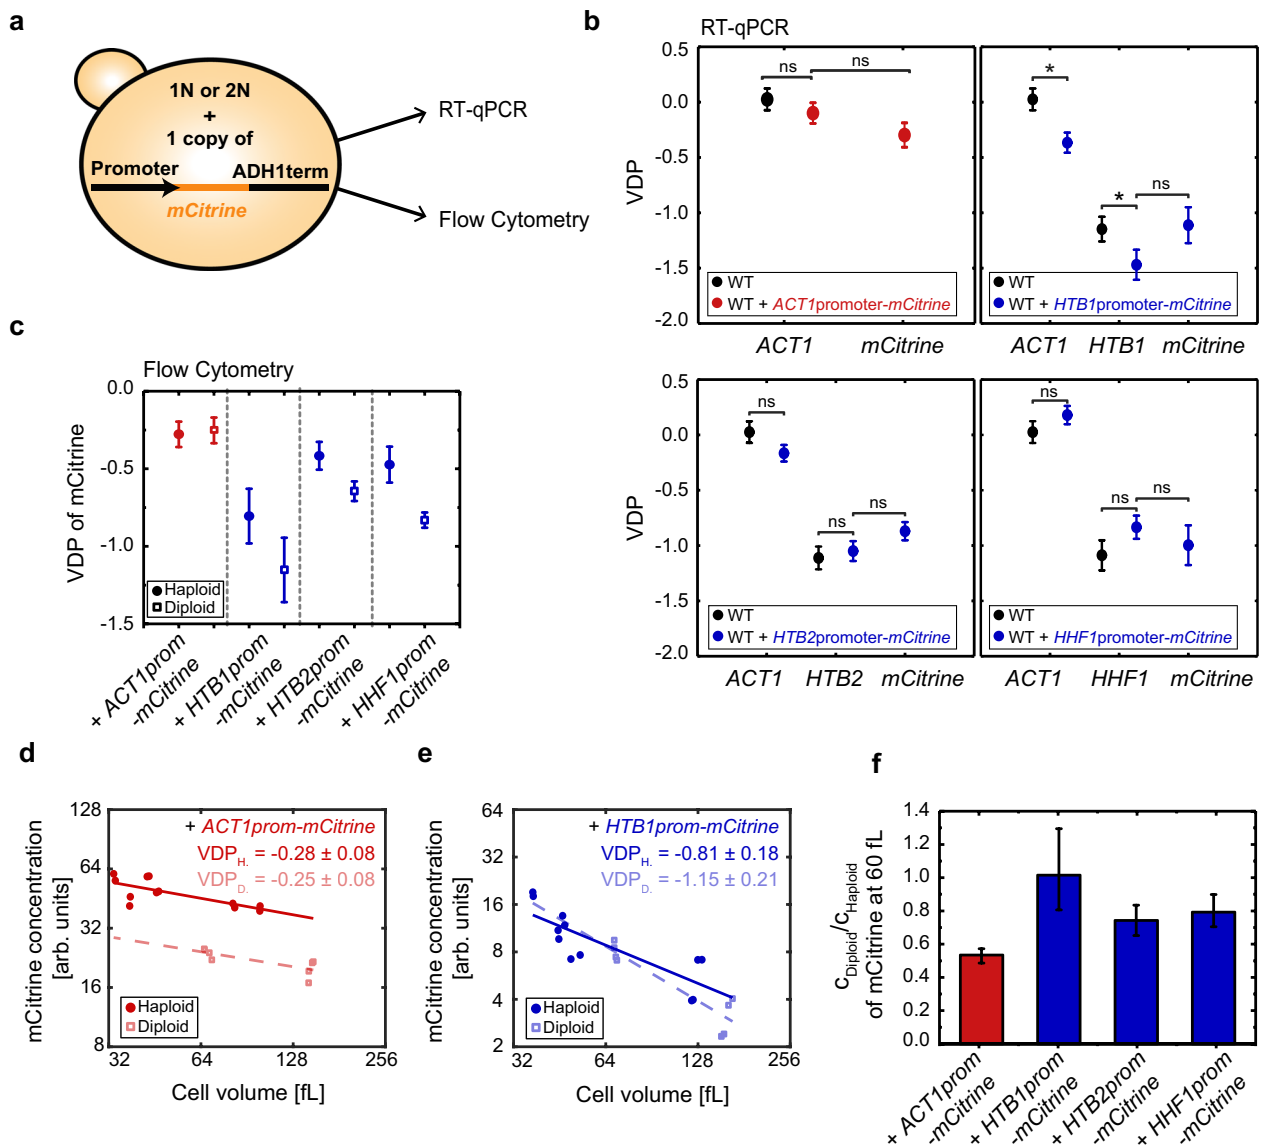 a
1N or 2N
+
1 copy of
Promoter
ADH1term
mCitrine
RT-qPCR
Flow Cytometry
b
RT-qPCR
VDP
0.5
0.0
-0.5
-1.0
-1.5
-2.0
ns
ns
WT
WT + ACT1promoter-mCitrine
ACT1 mCitrine
*
*
ns
WT
WT + HTB1promoter-mCitrine
ACT1 HTB1 mCitrine
VDP
0.5
0.0
-0.5
-1.0
-1.5
-2.0
ns
ns
ns
WT
WT + HTB2promoter-mCitrine
ACT1 HTB2 mCitrine
ns
ns
ns
WT
WT + HHF1promoter-mCitrine
ACT1 HHF1 mCitrine
c
Flow Cytometry
VDP of mCitrine
0.0
-0.5
-1.0
-1.5
Haploid
Diploid
+ ACT1prom
-mCitrine
+ HTB1prom
-mCitrine
+ HTB2prom
-mCitrine
+ HHF1prom
-mCitrine
d
mCitrine concentration
[arb. units]
128
64
32
16
8
+ ACT1prom-mCitrine
VDPH. = -0.28 ± 0.08
VDPD. = -0.25 ± 0.08
Haploid
Diploid
32 64 128 256
Cell volume [fL]
e
mCitrine concentration
[arb. units]
64
32
16
8
4
2
+ HTB1prom-mCitrine
VDPH. = -0.81 ± 0.18
VDPD. = -1.15 ± 0.21
Haploid
Diploid
32 64 128 256
Cell volume [fL]
f
cDiploid/cHaploid
of mCitrine at 60 fL
1.4
1.2
1.0
0.8
0.6
0.4
0.2
0.0
+ ACT1prom
-mCitrine
+ HTB1prom
-mCitrine
+ HTB2prom
-mCitrine
+ HHF1prom
-mCitrine